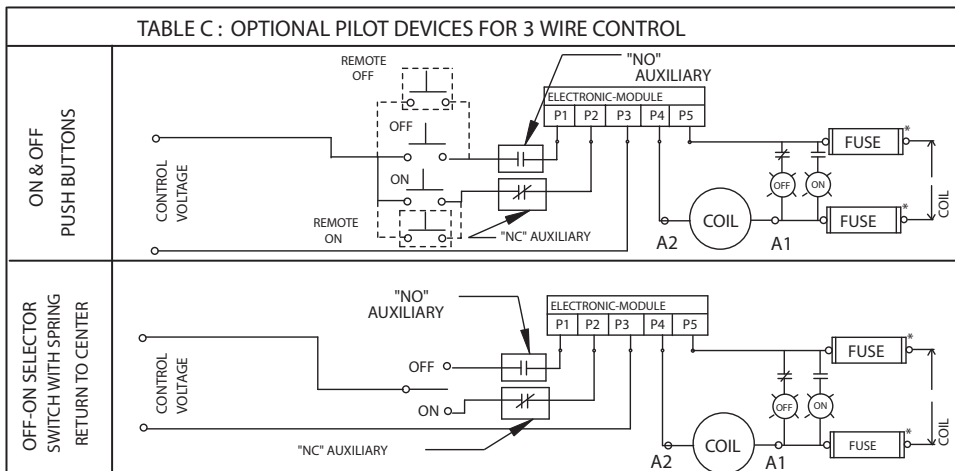 TABLE C : OPTIONAL PILOT DEVICES FOR 3 WIRE CONTROL
ON & OFF
PUSH BUTTONS
CONTROL
VOLTAGE
REMOTE
OFF
OFF
ON
REMOTE
ON
"NO"
AUXILIARY
"NC" AUXILIARY
ELECTRONIC-MODULE
P1 P2 P3 P4 P5
A2
COIL
A1
OFF
ON
FUSE *
FUSE *
COIL
OFF-ON SELECTOR
SWITCH WITH SPRING
RETURN TO CENTER
CONTROL
VOLTAGE
"NO"
AUXILIARY
OFF
ON
"NC" AUXILIARY
ELECTRONIC-MODULE
P1 P2 P3 P4 P5
A2
COIL
A1
OFF
ON
FUSE *
FUSE *
COIL